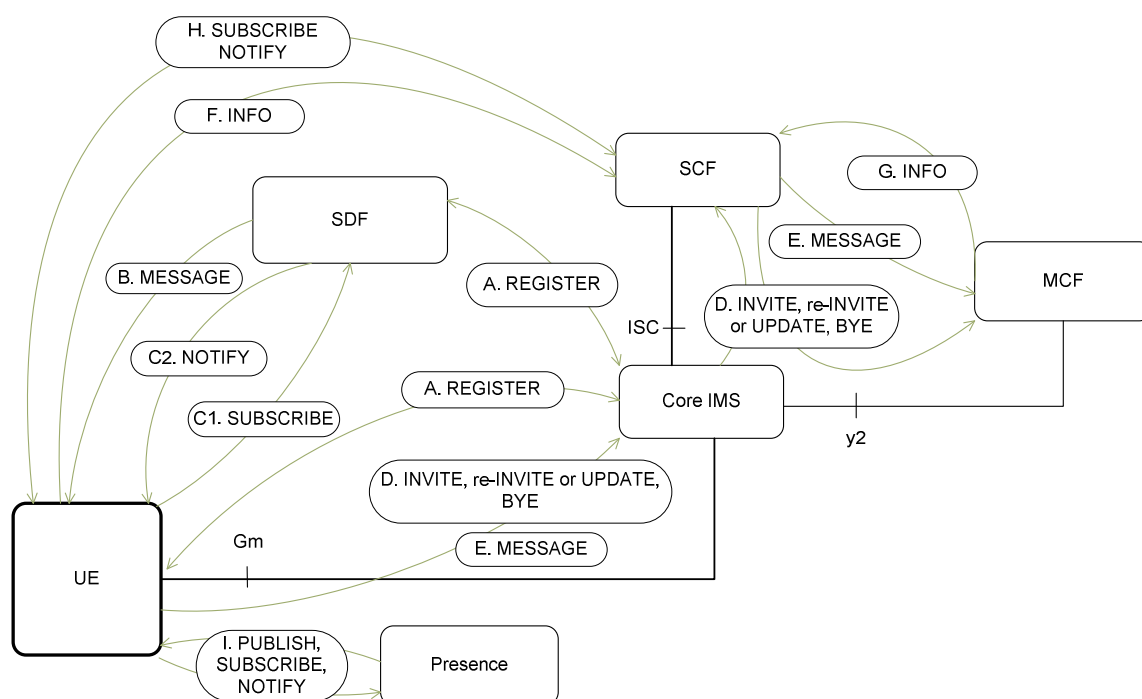 H. SUBSCRIBE
NOTIFY
F. INFO
SCF
G. INFO
SDF
E. MESSAGE
B. MESSAGE
A. REGISTER
MCF
D. INVITE, re-INVITE
or UPDATE, BYE
ISC
C2. NOTIFY
A. REGISTER
Core IMS
C1. SUBSCRIBE
y2
D. INVITE, re-INVITE or UPDATE,
BYE
Gm
E. MESSAGE
UE
I. PUBLISH,
SUBSCRIBE,
NOTIFY
Presence